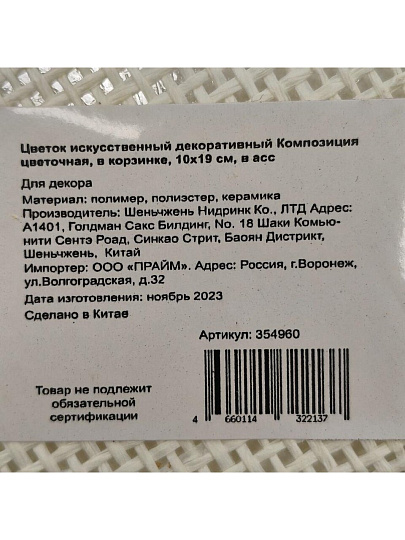 Цветок искусственный декоративный Композиция
цветочная, в корзинке, 10х19 см, в асс
Для декора
Материал: полимер, полиэстер, керамика
Производитель: Шеньчжень Нидринк Ко., ЛТД Адрес:
А1401, Голдман Сакс Билдинг, No. 18 Шаки Комью-
нити Сентэ Роад, Синкао Стрит, Баоян Дистрикт,
Шеньчжень, Китай
Импортер: ООО «ПРАЙМ». Адрес: Россия, г.Воронеж,
ул.Волгоградская, д.32
Дата изготовления: ноябрь 2023
Сделано в Китае
Артикул: 354960
Товар не подлежит
обязательной
сертификации
4 660114 322137